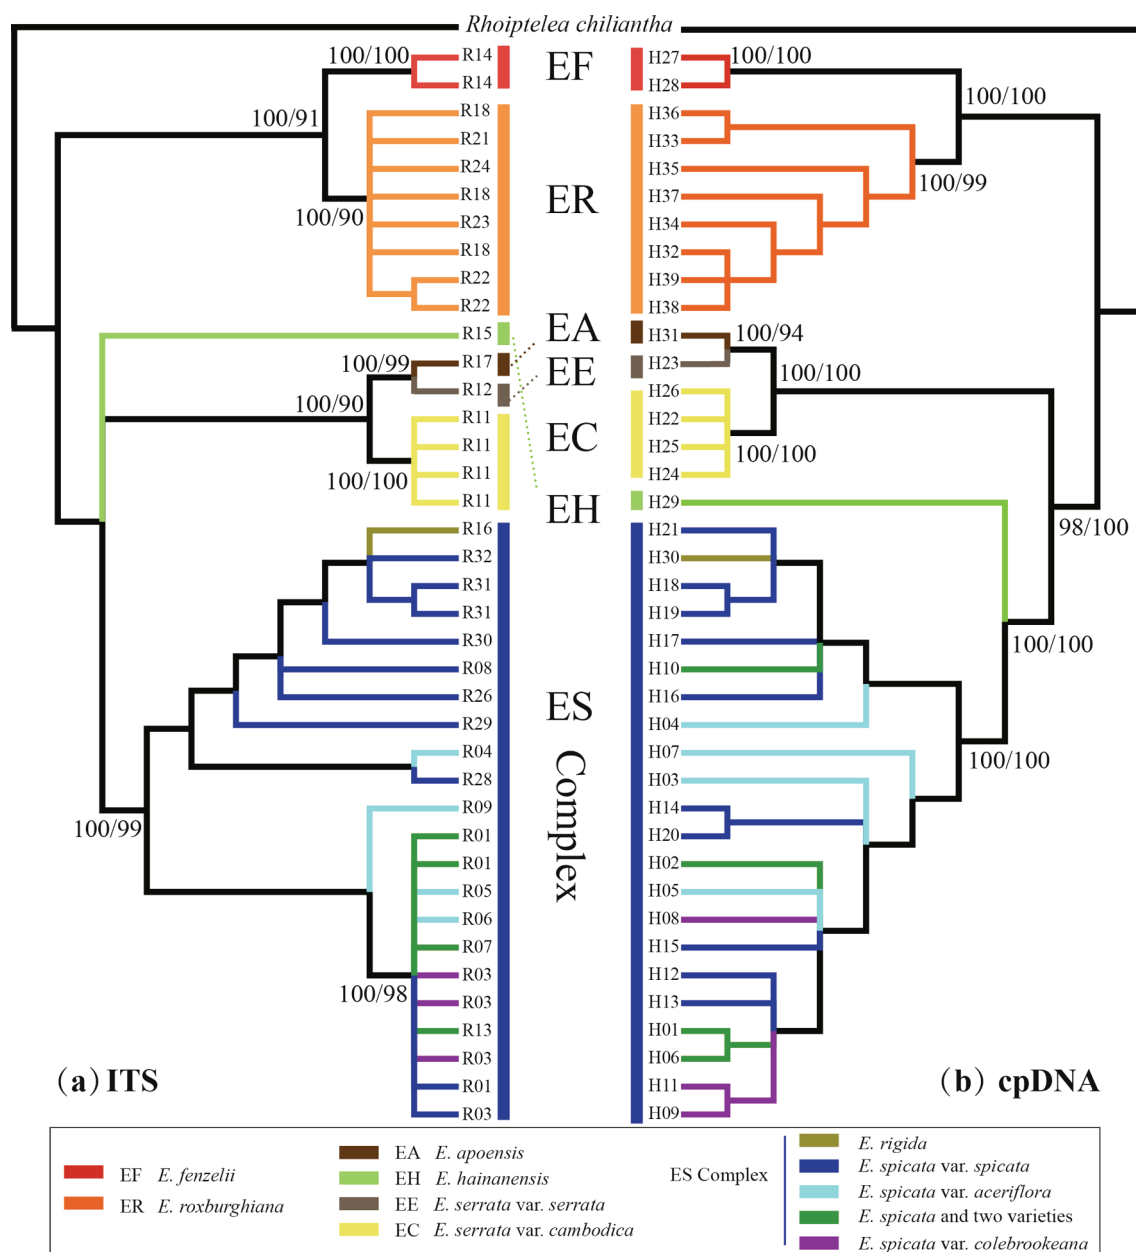 Rhoiptelea chiliantha
100/100 R14 EF H27 100/100
R14 H28
100/91 R18 H36 100/100
R21 H33
R24 H35 100/99
R18 ER H37
100/90 R23 H34
R18 H32
R22 H39
R22 H38
R15 EA H31 100/94
100/99 R17 EE H23 100/100
100/90 R12 H26
R11 H22
R11 EC H25 100/100
100/100 R11 H24
R11 EH H29
R16 H21 98/100
R32 H30
R31 H18
R31 H19
R30 H17 100/100
R08 H10
R26 ES H16
R29 H04
R04 Complex H07 100/100
R28 H03
R09 H14
100/99 R01 H20
R01 H02
R05 H05
R06 H08
R07 H15
R03 H12
100/98 R03 H13
R13 H01
R03 H06
R01 H11
R03 H09
(a) ITS (b) cpDNA
EF E. fenzelii
ER E. roxburghiana
EA E. apoensis
EH E. hainanensis
EE E. serrata var. serrata
EC E. serrata var. cambodica
ES Complex
E. rigida
E. spicata var. spicata
E. spicata var. aceriflora
E. spicata and two varieties
E. spicata var. colebrookeana